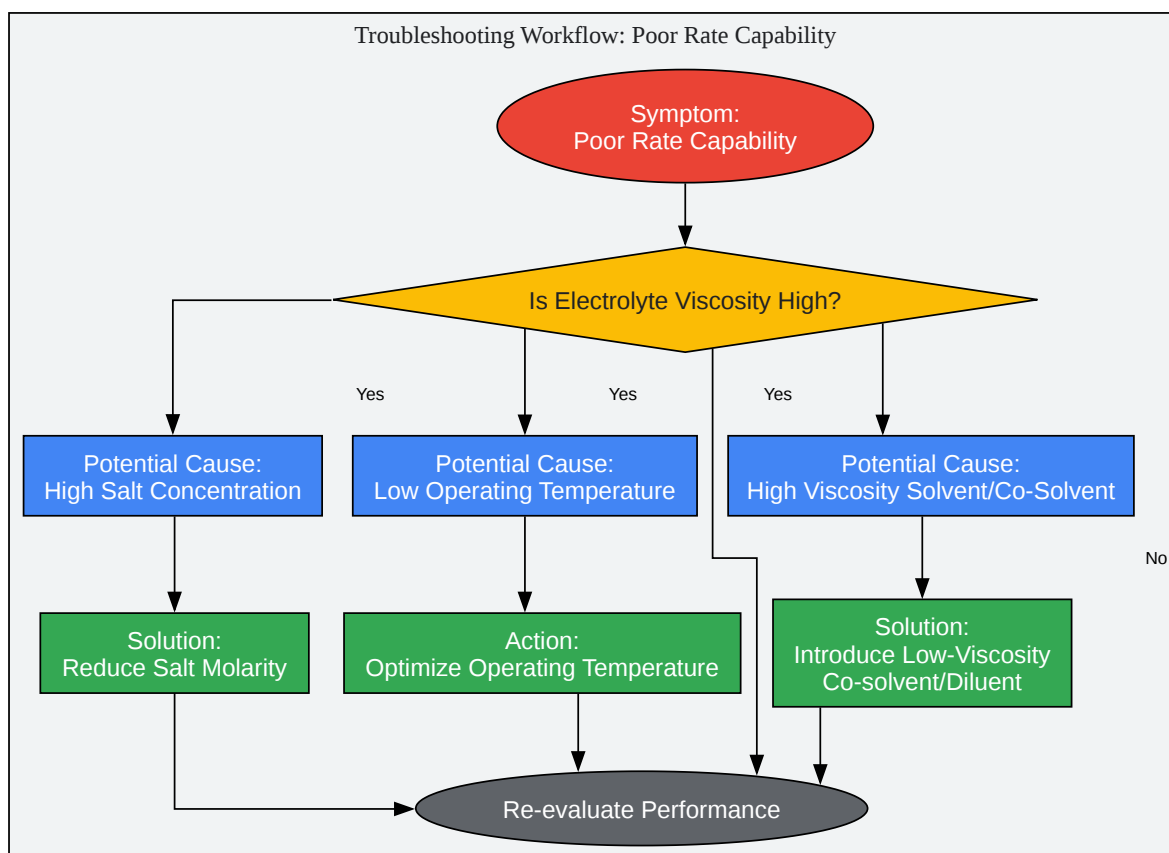 Troubleshooting Workflow: Poor Rate Capability
Symptom:
Poor Rate Capability
Is Electrolyte Viscosity High?
Yes
Yes
Yes
Potential Cause:
High Salt Concentration
Potential Cause:
Low Operating Temperature
Potential Cause:
High Viscosity Solvent/Co-Solvent
No
Solution:
Reduce Salt Molarity
Action:
Optimize Operating Temperature
Solution:
Introduce Low-Viscosity
Co-solvent/Diluent
Re-evaluate Performance